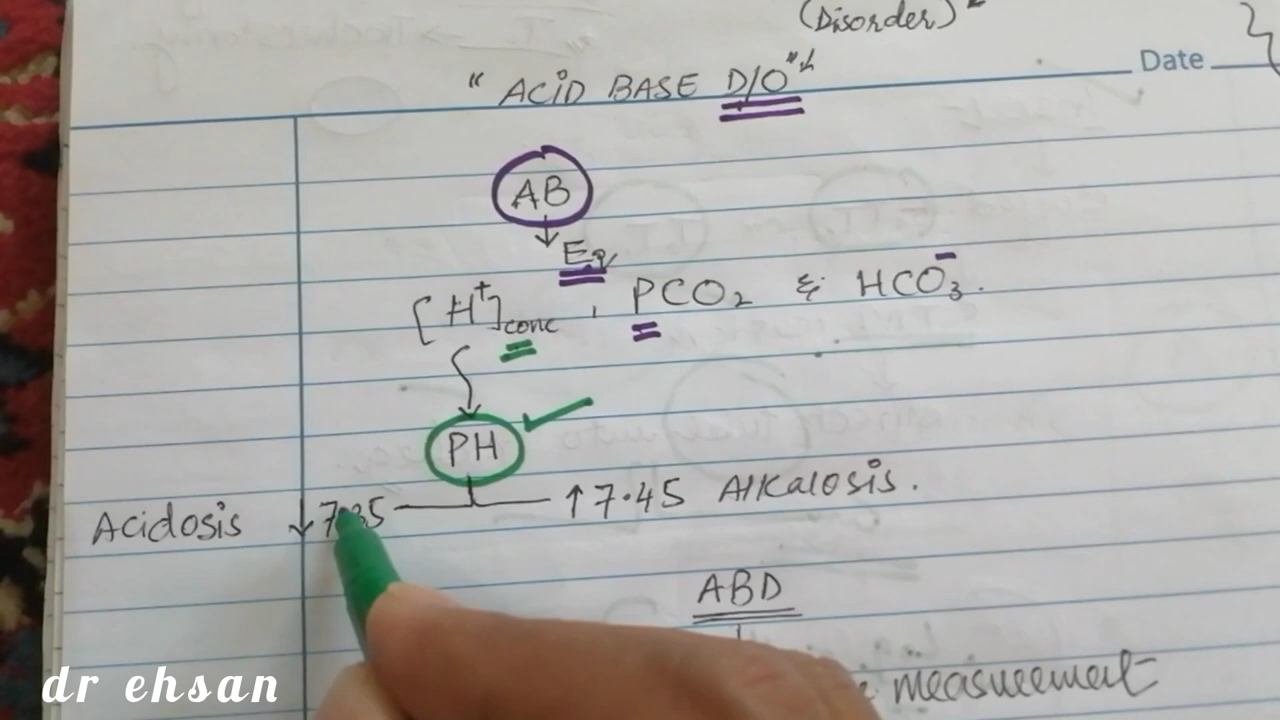 (Disorder)"
Date
"ACID BASE D/O"
AB
Eq
[H⁺]conc , PCO₂ & HCO₃⁻.
PH
Acidosis ↓7.35 ↑7.45 Alkalosis.
ABD
measurement
dr ehsan